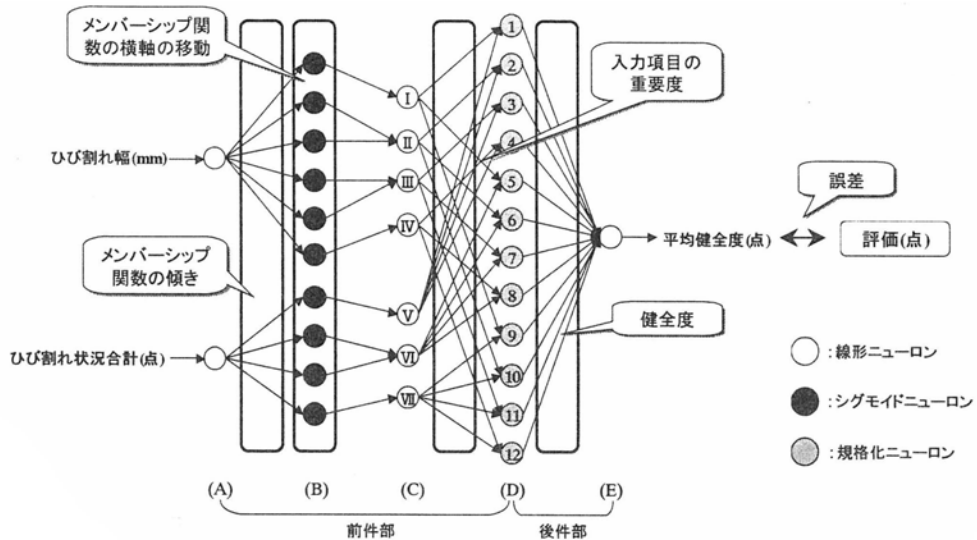 メンバーシップ関
数の横軸の移動
入力項目の
重要度
ひび割れ幅(mm)
メンバーシップ
関数の傾き
ひび割れ状況合計(点)
Ⅰ
Ⅱ
Ⅲ
Ⅳ
Ⅴ
Ⅵ
Ⅶ
1
2
3
4
5
6
7
8
9
10
11
12
平均健全度(点)
誤差
評価(点)
健全度
:線形ニューロン
:シグモイドニューロン
:規格化ニューロン
(A) (B) (C) (D) (E)
前件部 後件部